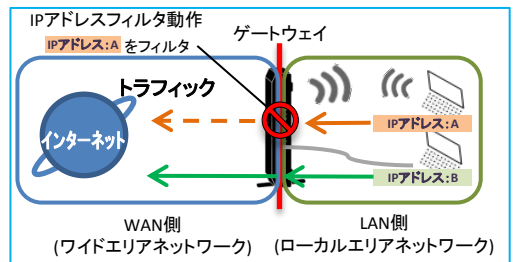 IPアドレスフィルタ動作
IPアドレス:A をフィルタ
ゲートウェイ
トラフィック
インターネット
IPアドレス:A
IPアドレス:B
WAN側
(ワイドエリアネットワーク)
LAN側
(ローカルエリアネットワーク)